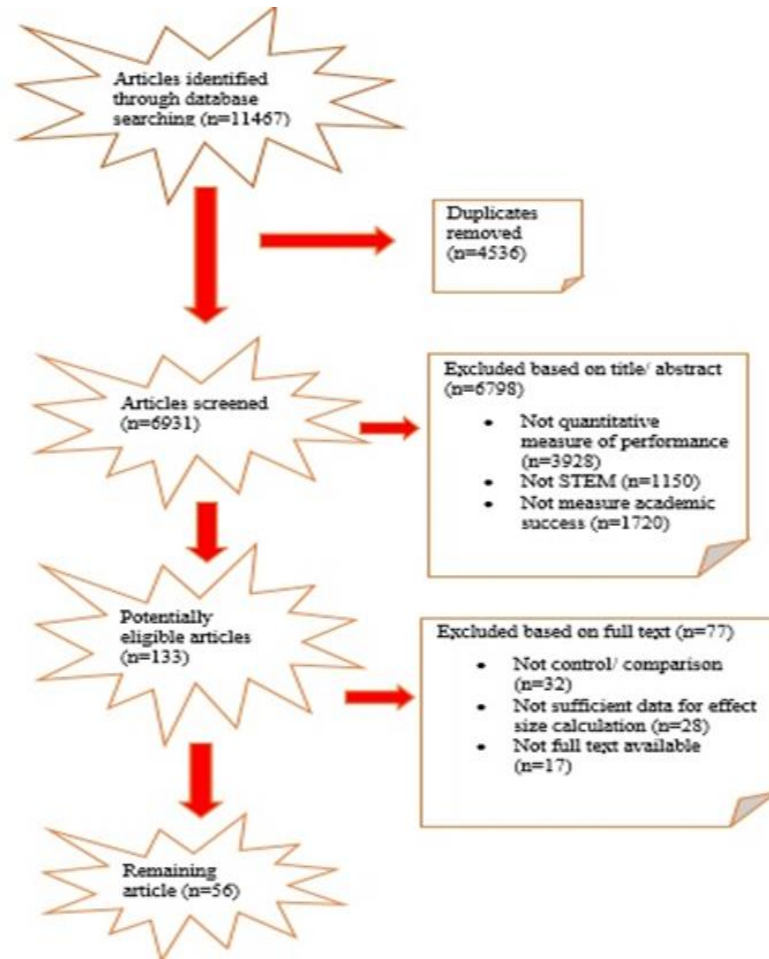 Articles identified
through database
searching (n=11467)
Duplicates
removed
(n=4536)
Articles screened
(n=6931)
Excluded based on title/ abstract
(n=6798)
• Not quantitative
measure of performance
(n=3928)
• Not STEM (n=1150)
• Not measure academic
success (n=1720)
Potentially
eligible articles
(n=133)
Excluded based on full text (n=77)
• Not control/ comparison
(n=32)
• Not sufficient data for effect
size calculation (n=28)
• Not full text available
(n=17)
Remaining
article (n=56)